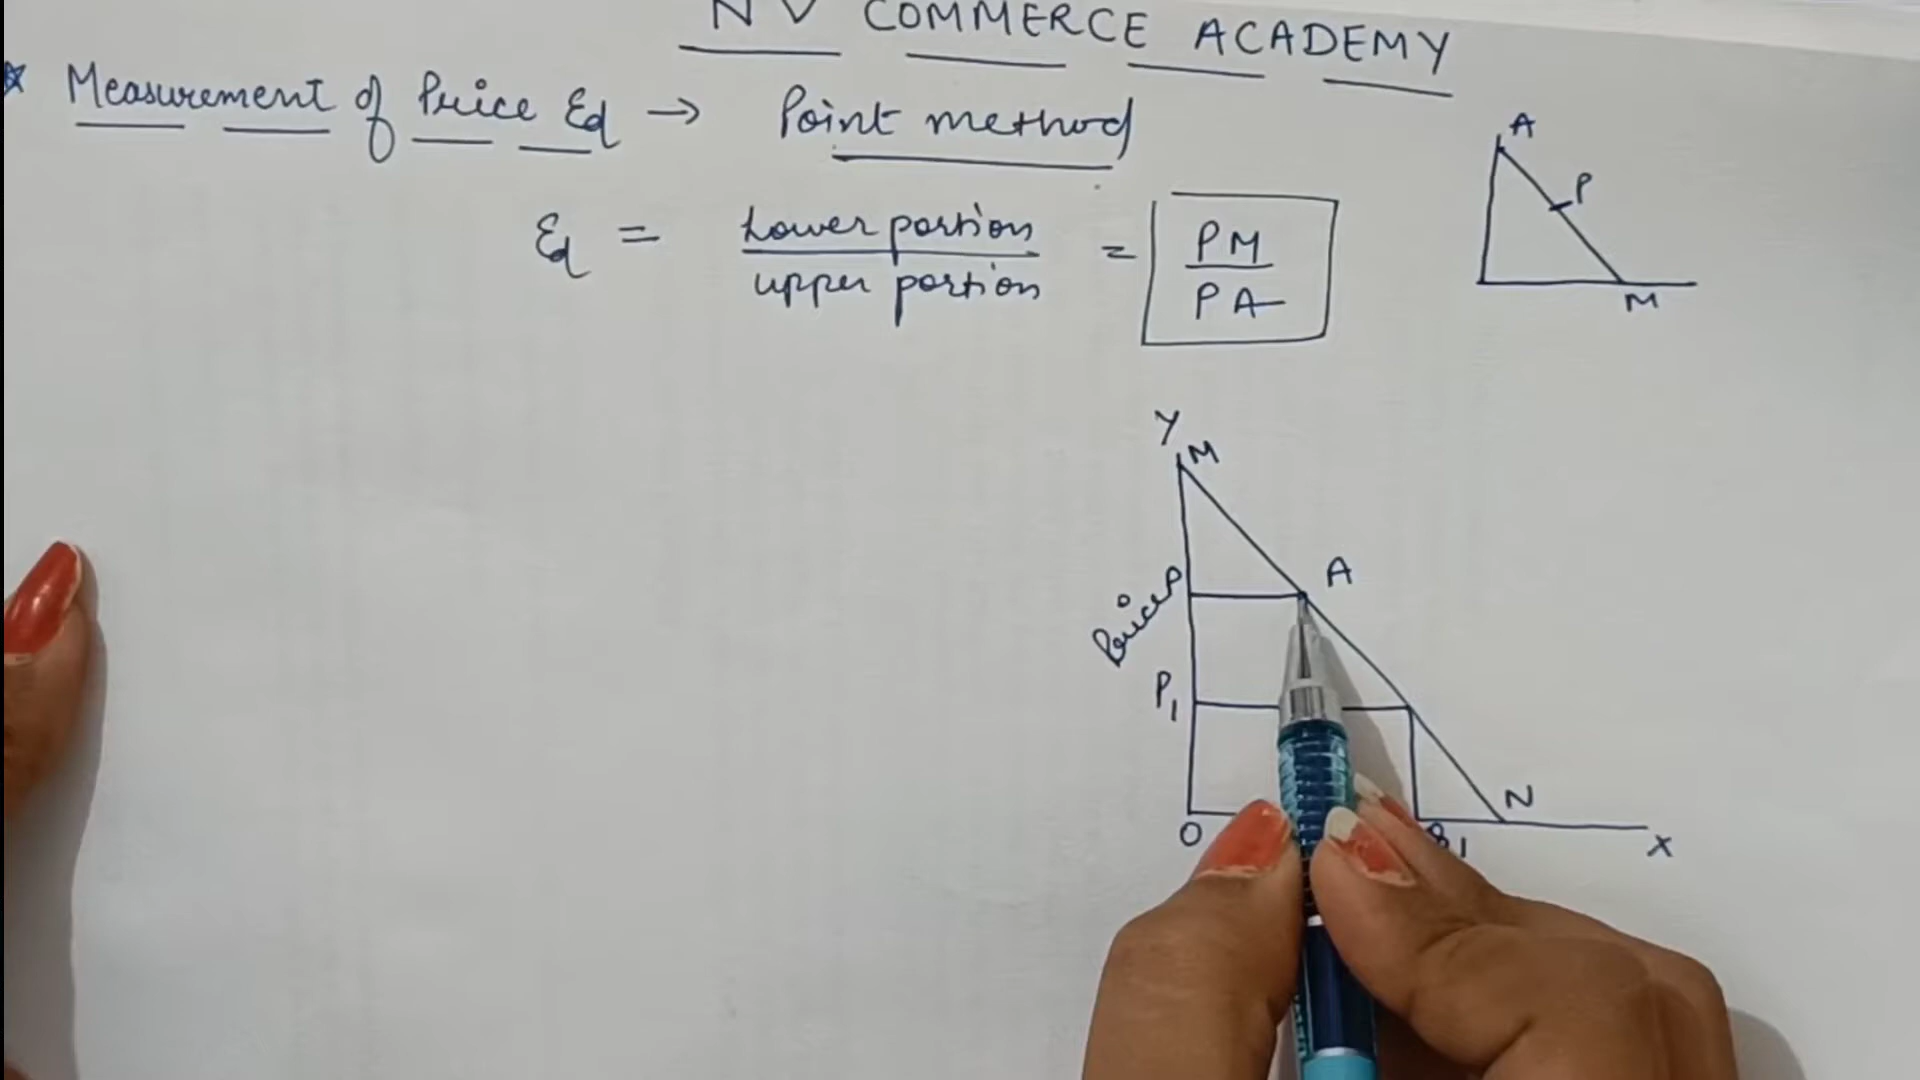 N V COMMERCE ACADEMY
Measurement of Price Ed → Point method
Ed = Lower portion / upper portion = PM / PA
A
P
M
Y
M
A
P
Price
P1
N
O
X